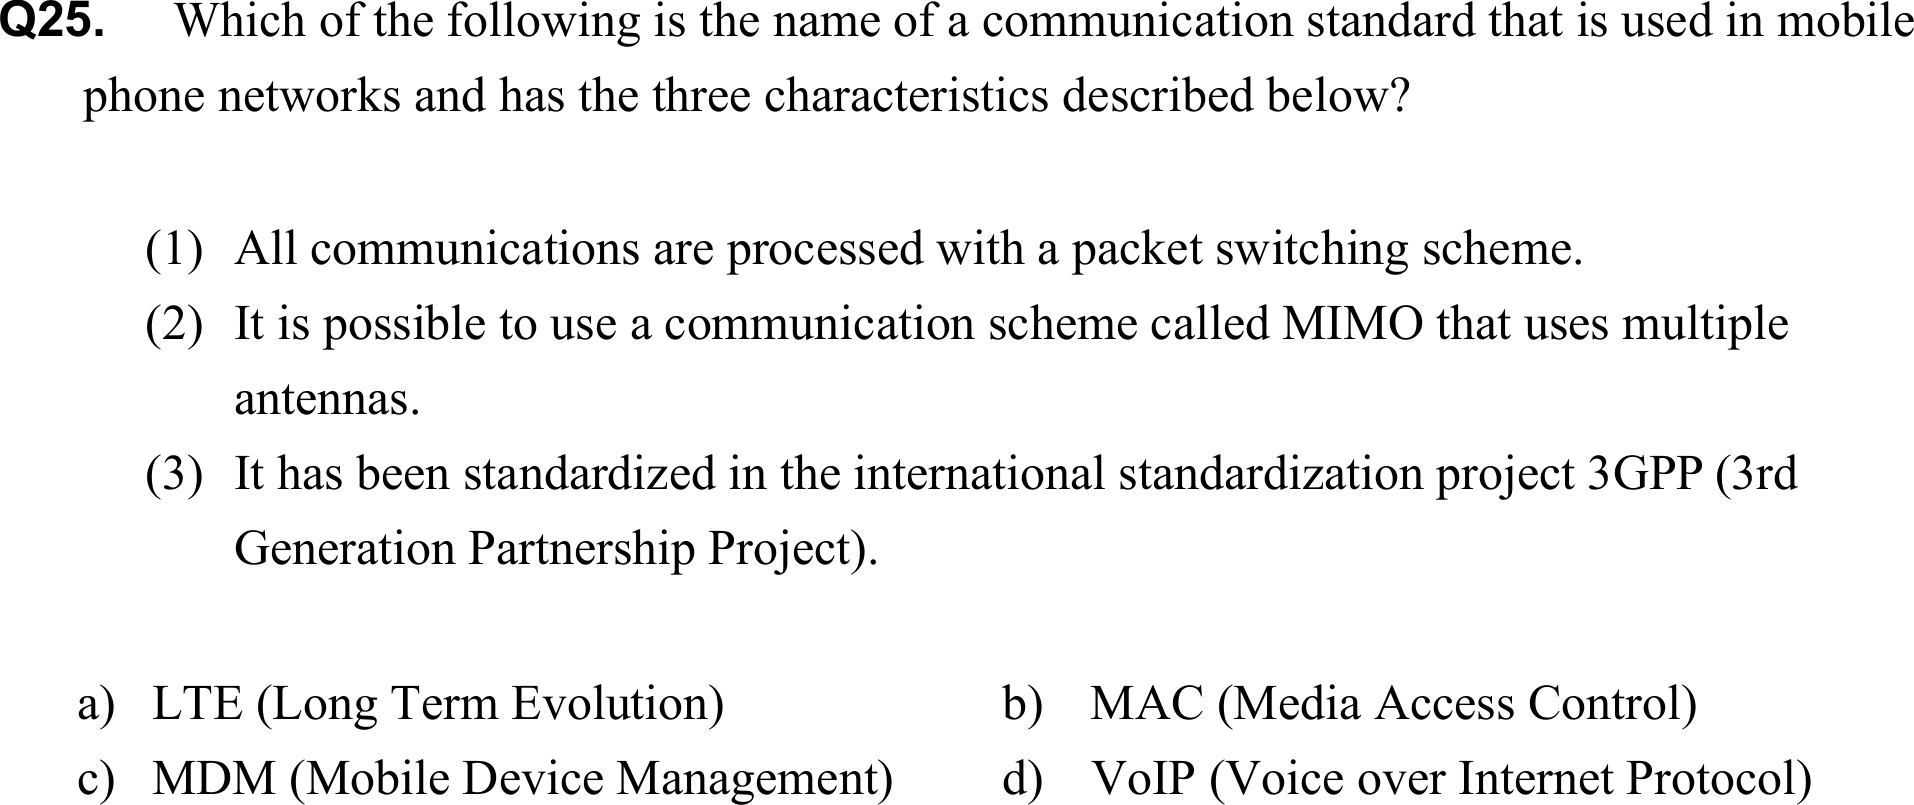 Q25. Which of the following is the name of a communication standard that is used in mobile
phone networks and has the three characteristics described below?
(1) All communications are processed with a packet switching scheme.
(2) It is possible to use a communication scheme called MIMO that uses multiple
antennas.
(3) It has been standardized in the international standardization project 3GPP (3rd
Generation Partnership Project).
a) LTE (Long Term Evolution) b) MAC (Media Access Control)
c) MDM (Mobile Device Management) d) VoIP (Voice over Internet Protocol)